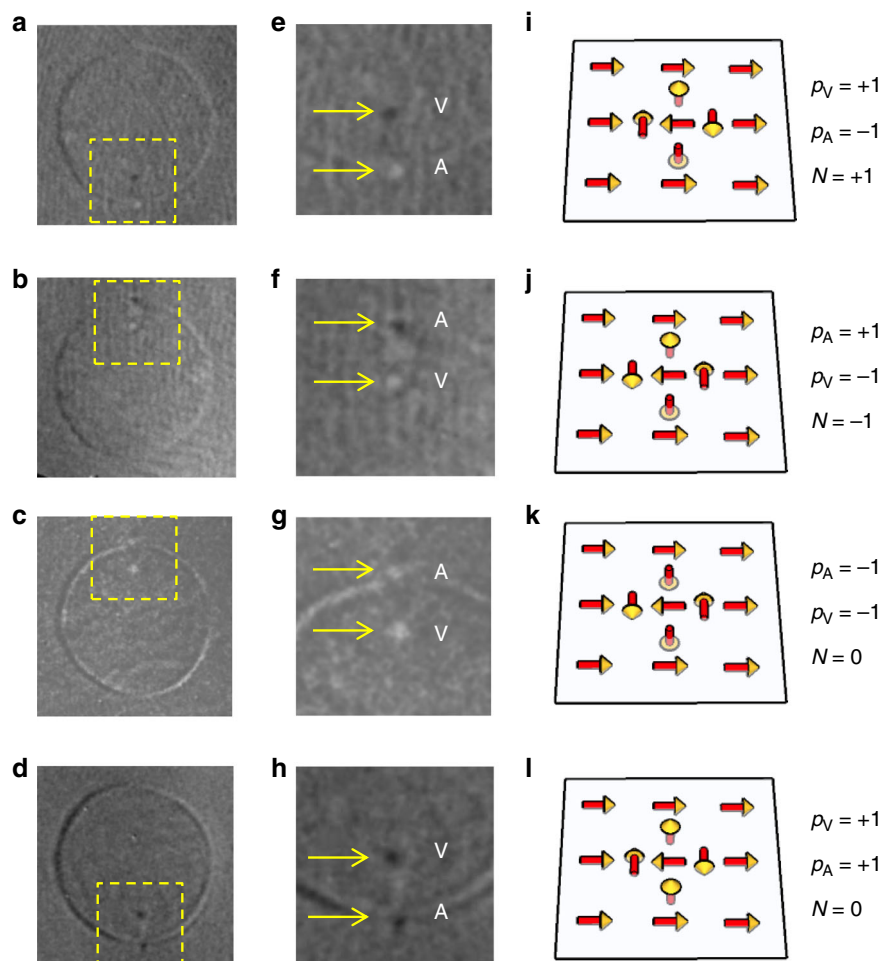 a
e
i
V
A
p_V = +1
p_A = −1
N = +1
b
f
j
A
V
p_A = +1
p_V = −1
N = −1
c
g
k
A
V
p_A = −1
p_V = −1
N = 0
d
h
l
V
A
p_V = +1
p_A = +1
N = 0